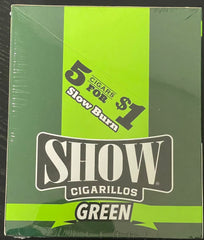 5 CIGARS FOR $1
Slow Burn
SHOW
CIGARILLOS
GREEN